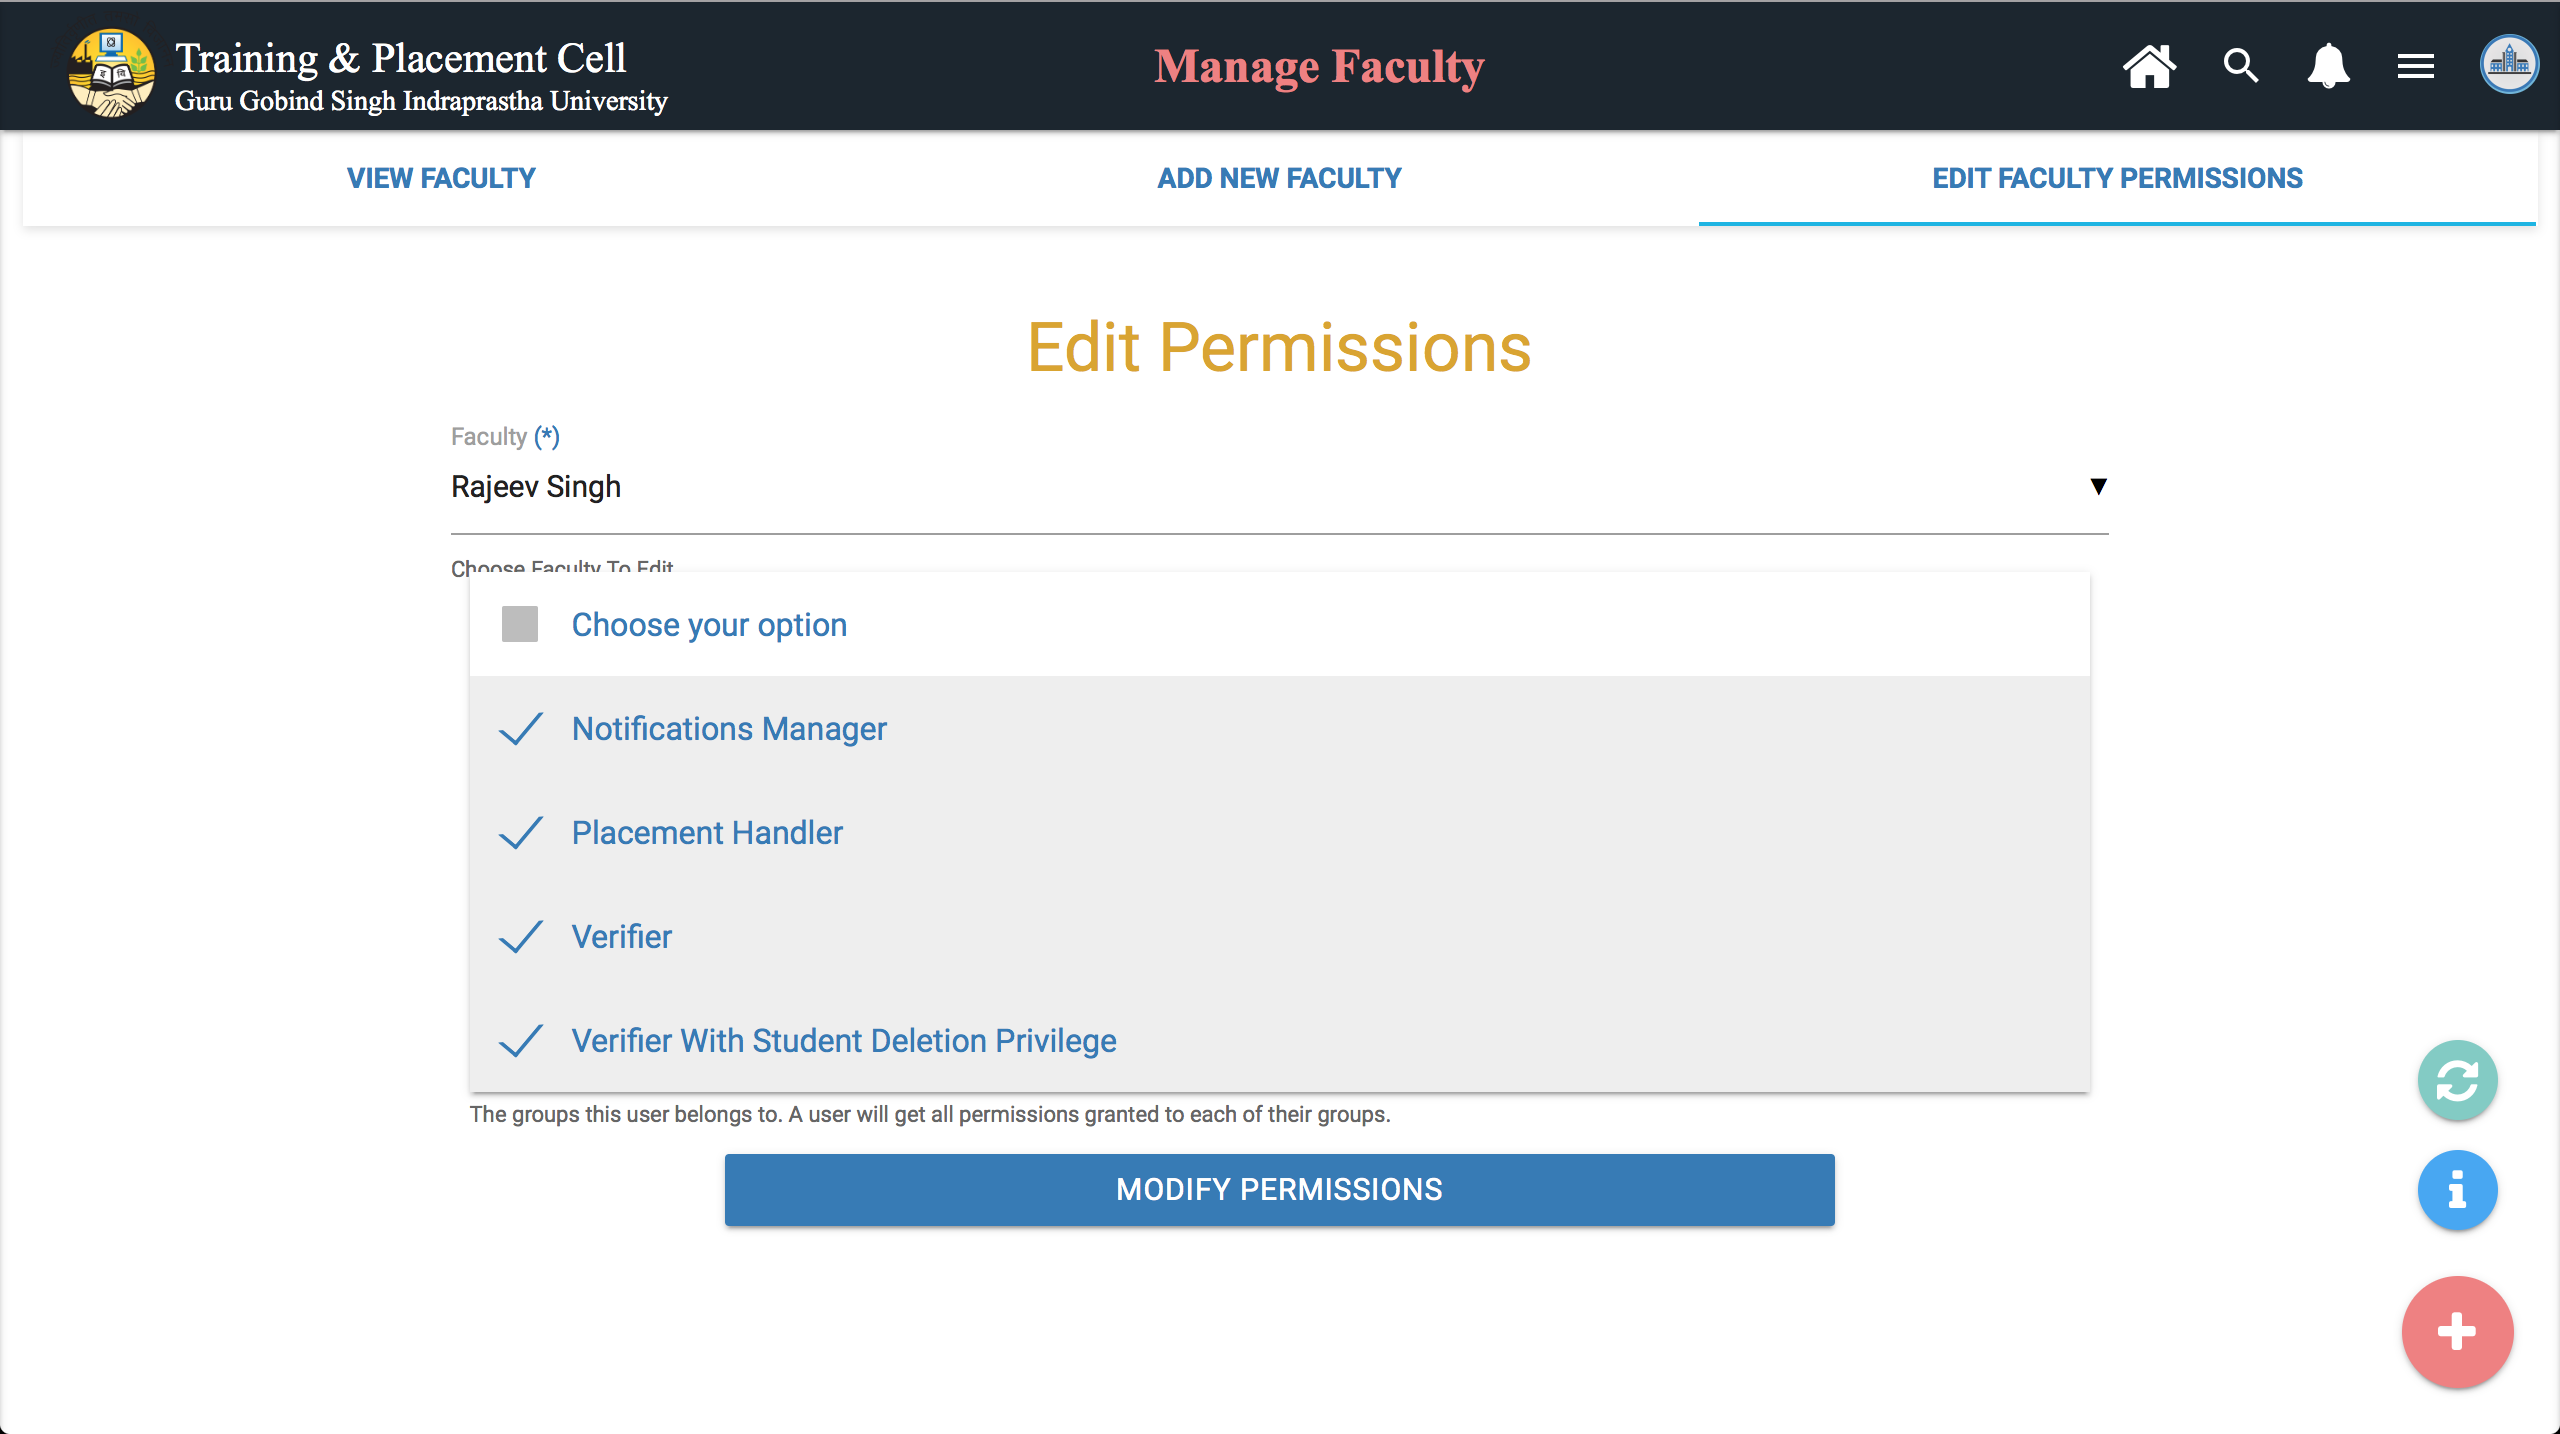 Training & Placement Cell
Guru Gobind Singh Indraprastha University
Manage Faculty
VIEW FACULTY
ADD NEW FACULTY
EDIT FACULTY PERMISSIONS
Edit Permissions
Faculty (*)
Rajeev Singh
Choose Faculty To Edit
Choose your option
Notifications Manager
Placement Handler
Verifier
Verifier With Student Deletion Privilege
The groups this user belongs to. A user will get all permissions granted to each of their groups.
MODIFY PERMISSIONS